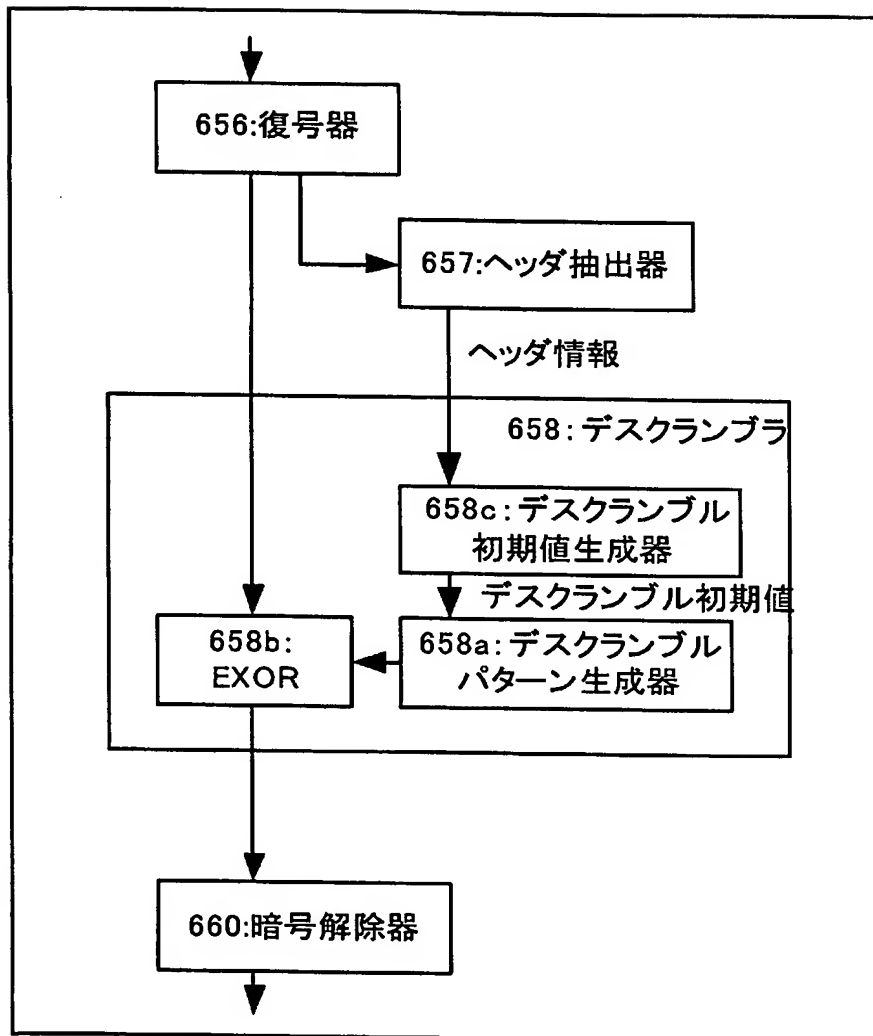 656:復号器
657:ヘッダ抽出器
ヘッダ情報
658:デスクランブラ
658c:デスクランブル
初期値生成器
デスクランブル初期値
658b:
EXOR
658a:デスクランブル
パターン生成器
660:暗号解除器